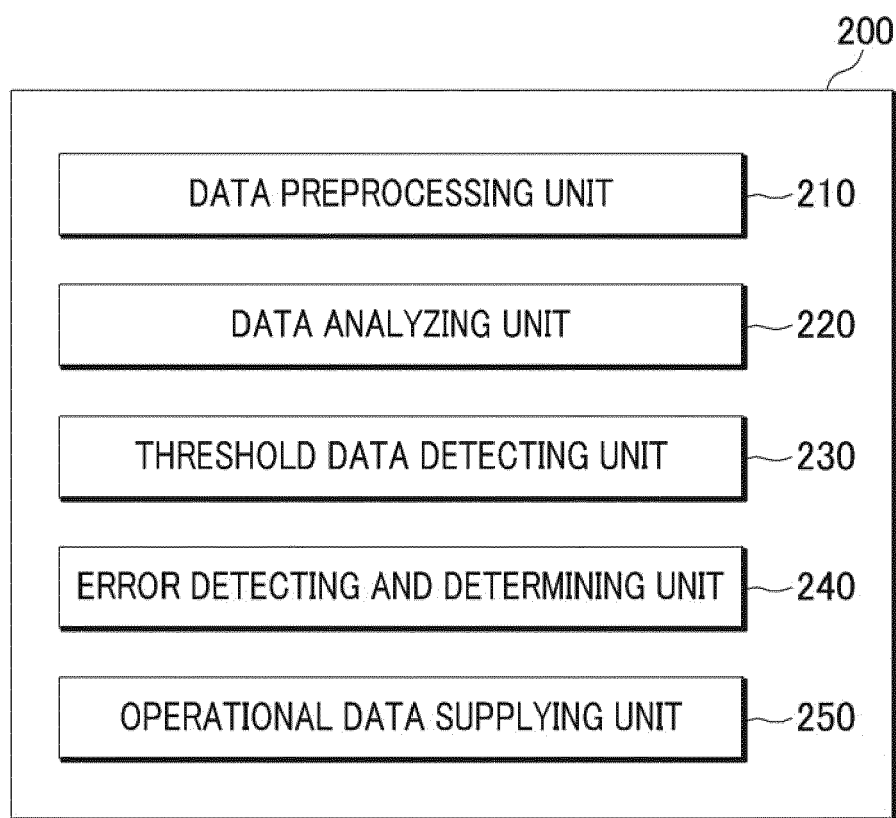 200
DATA PREPROCESSING UNIT 210
DATA ANALYZING UNIT 220
THRESHOLD DATA DETECTING UNIT 230
ERROR DETECTING AND DETERMINING UNIT 240
OPERATIONAL DATA SUPPLYING UNIT 250